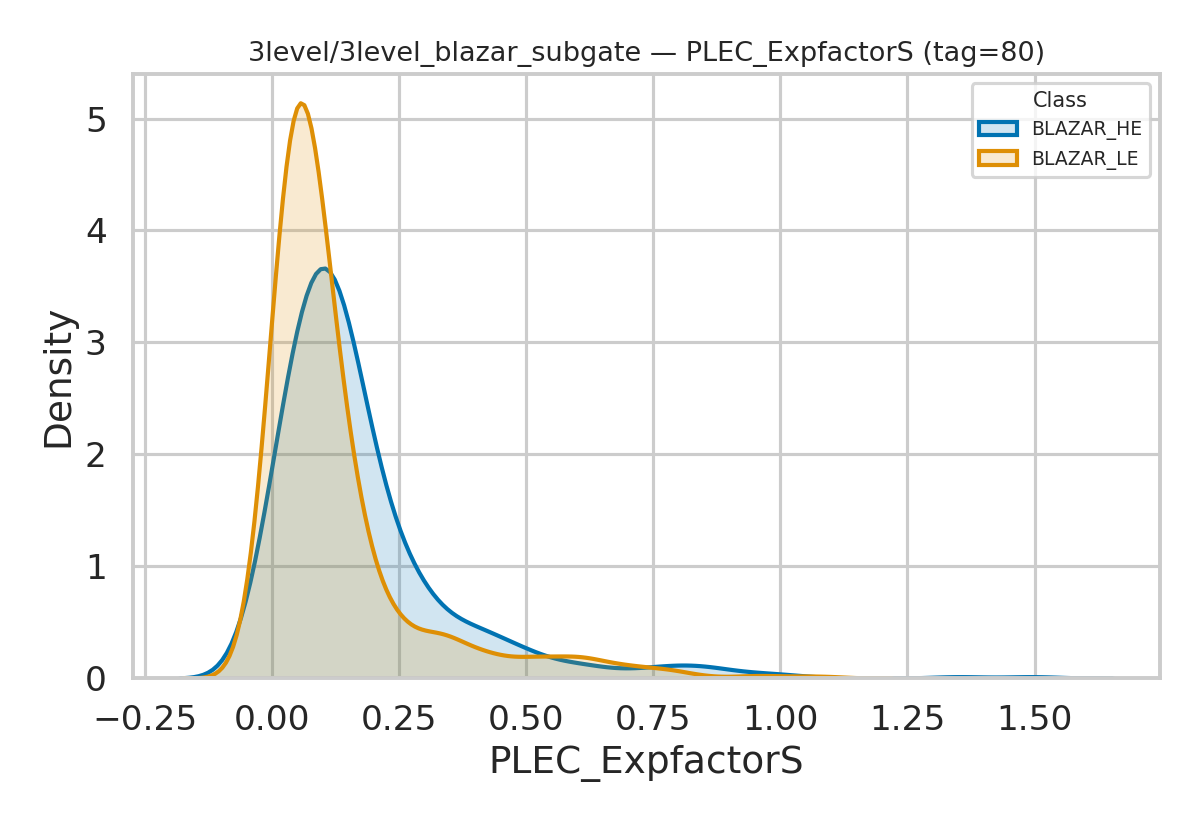 3level/3level_blazar_subgate — PLEC_ExpfactorS (tag=80)
Class
BLAZAR_HE
BLAZAR_LE
5
4
3
2
1
0
Density
−0.25 0.00 0.25 0.50 0.75 1.00 1.25 1.50
PLEC_ExpfactorS